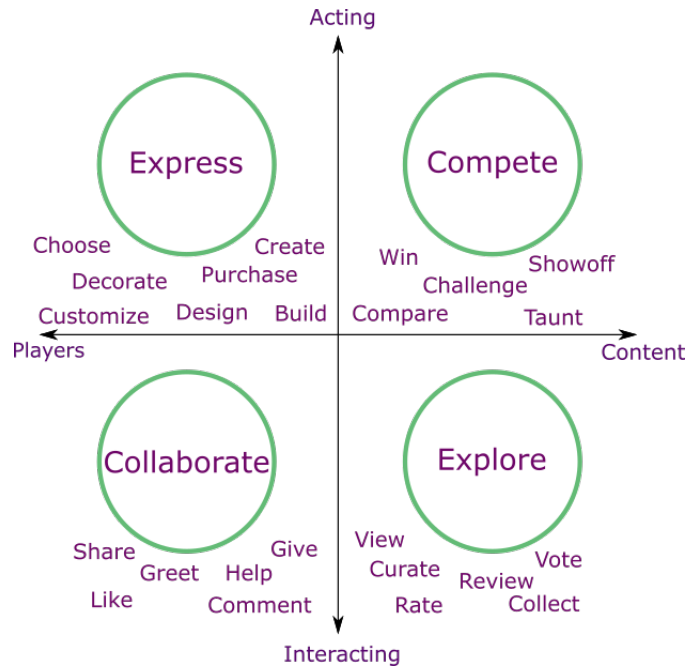 Acting
Express
Compete
Choose
Create
Decorate
Purchase
Customize
Design
Build
Win
Showoff
Challenge
Compare
Taunt
Players
Content
Collaborate
Explore
Share
Give
Greet
Help
Like
Comment
View
Vote
Curate
Review
Rate
Collect
Interacting